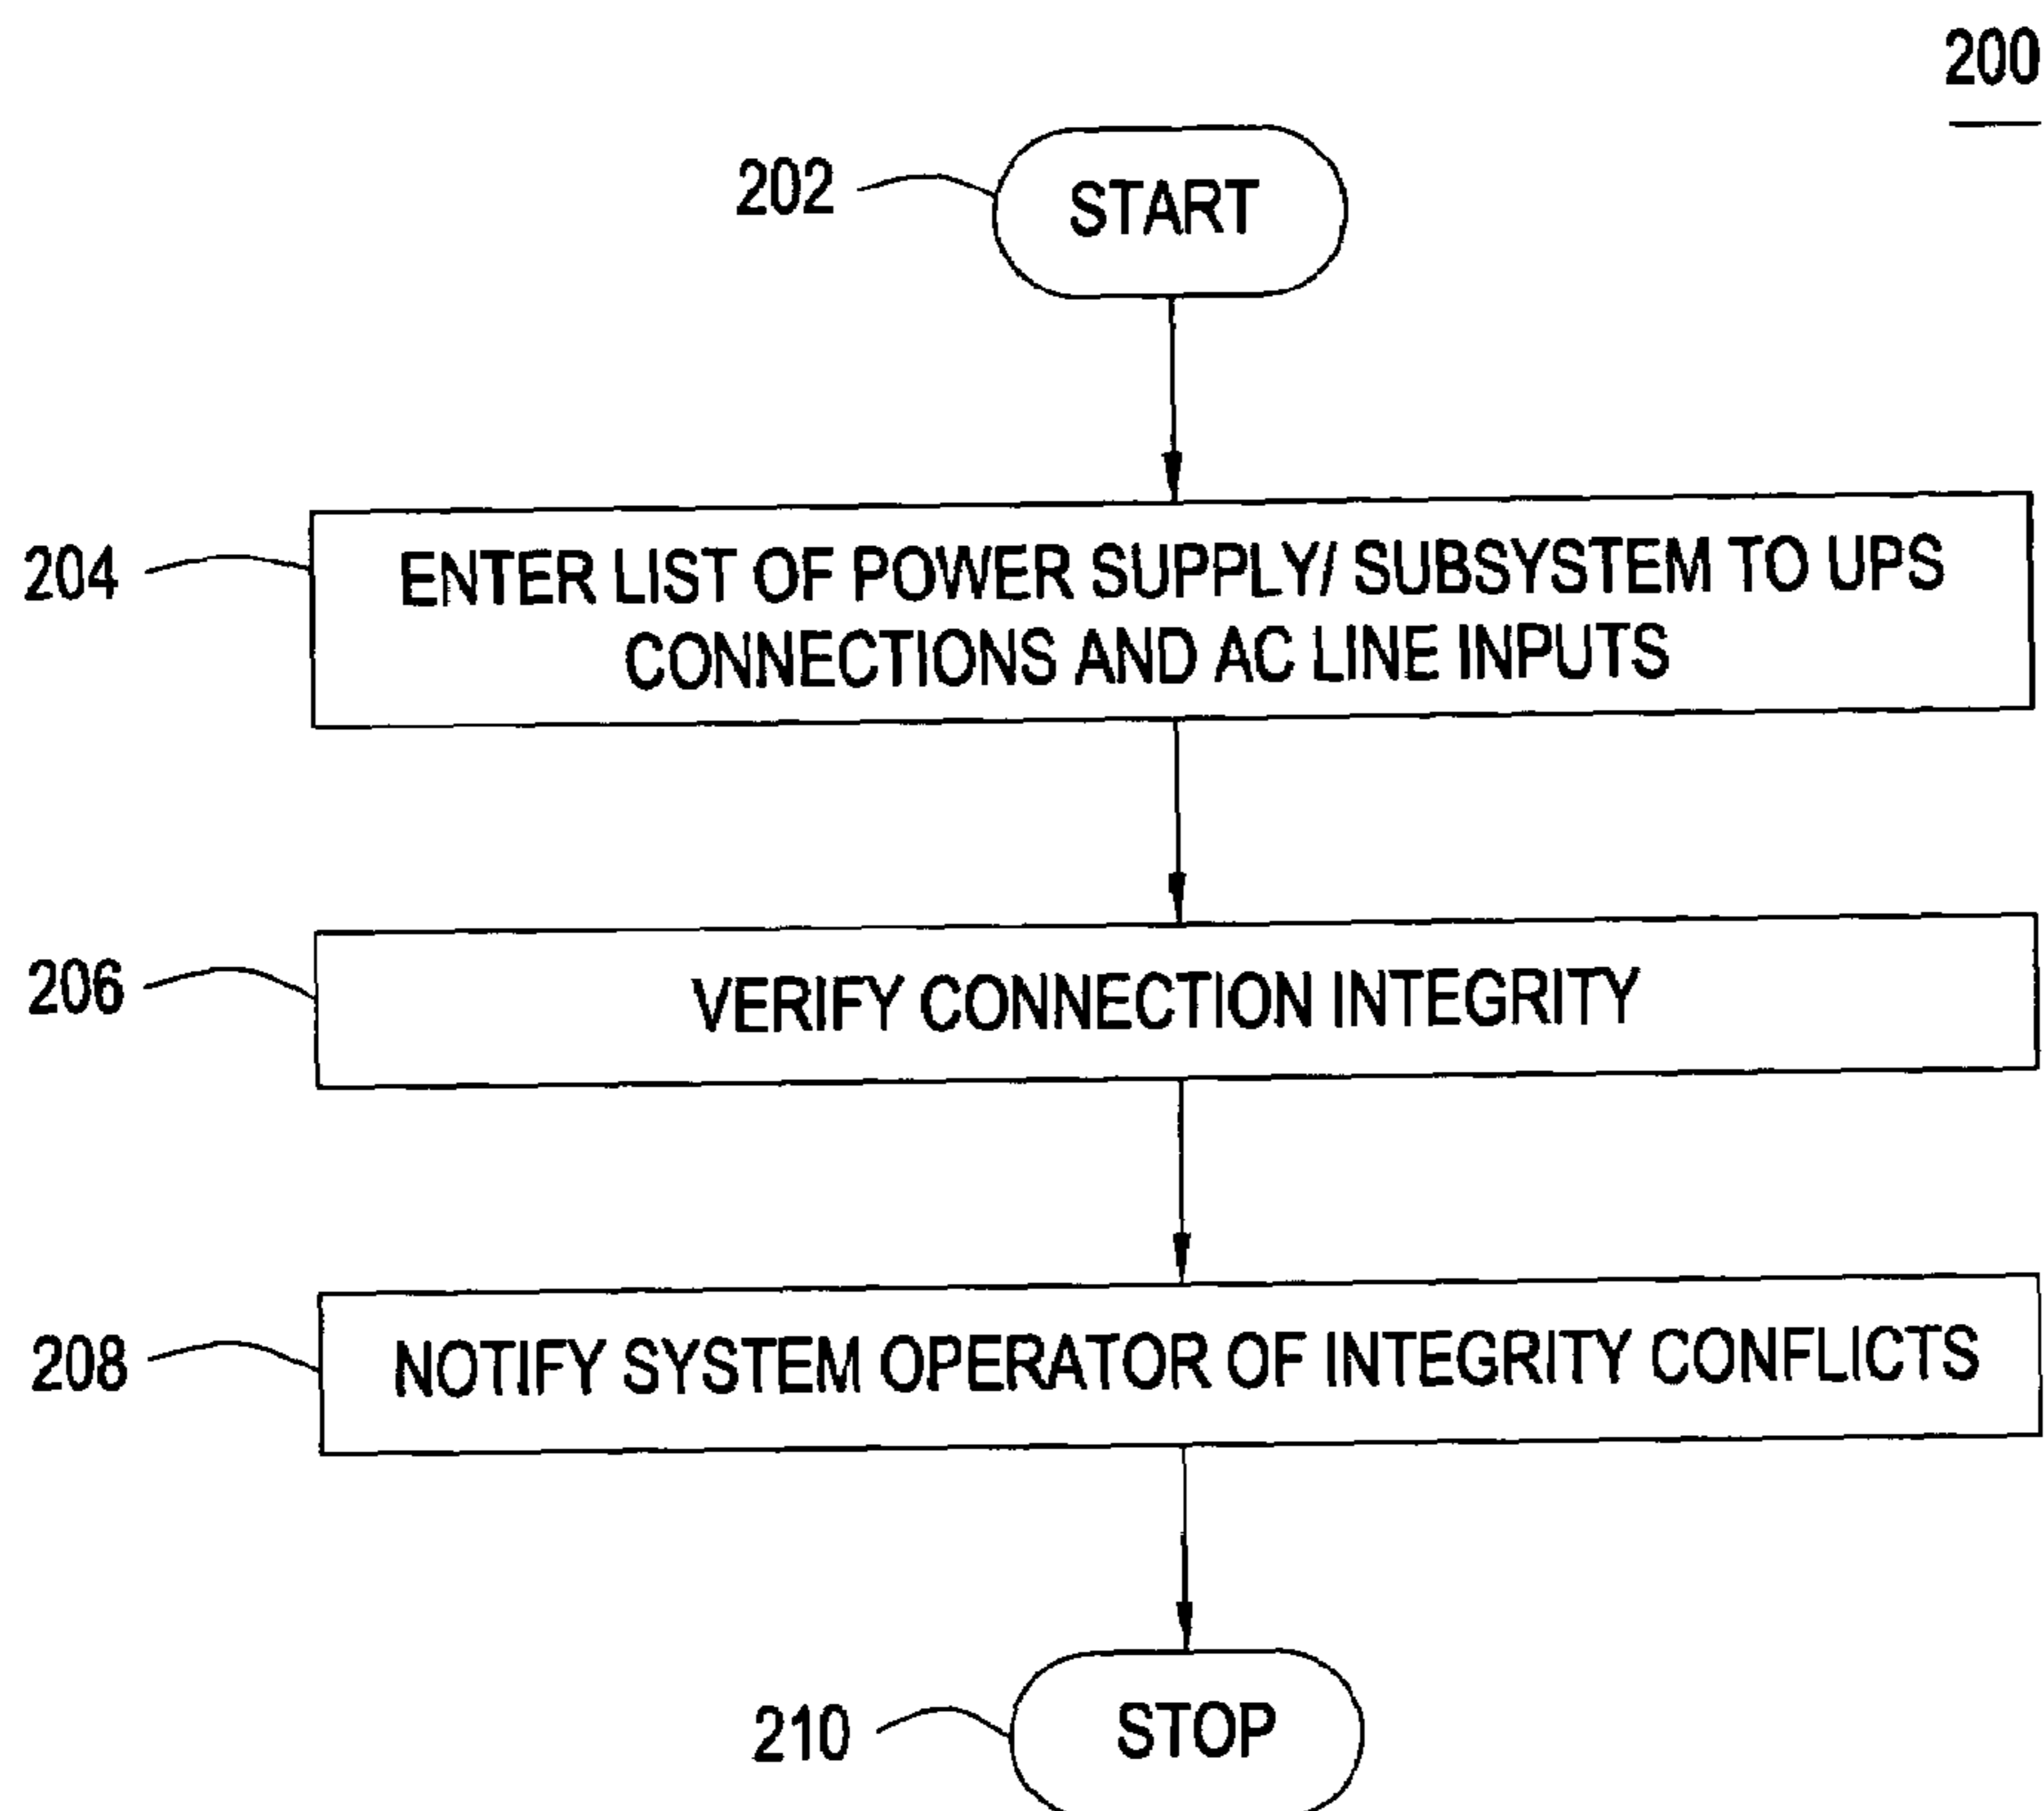 200
202
START
204
ENTER LIST OF POWER SUPPLY/ SUBSYSTEM TO UPS
CONNECTIONS AND AC LINE INPUTS
206
VERIFY CONNECTION INTEGRITY
208
NOTIFY SYSTEM OPERATOR OF INTEGRITY CONFLICTS
210
STOP